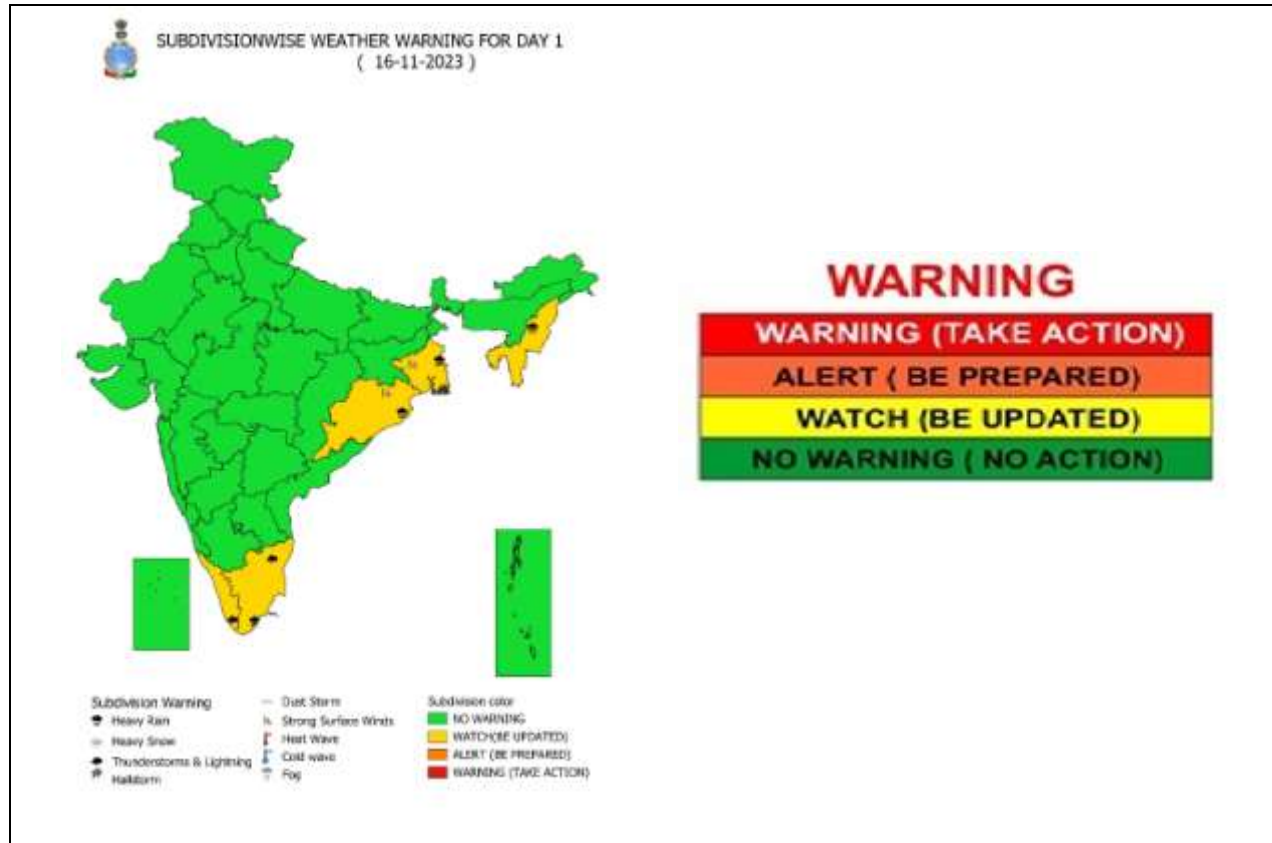 SUBDIVISIONWISE WEATHER WARNING FOR DAY 1
( 16-11-2023 )
WARNING
WARNING (TAKE ACTION)
ALERT ( BE PREPARED)
WATCH (BE UPDATED)
NO WARNING ( NO ACTION)
Subdivision Warning
Heavy Rain
Heavy Snow
Thunderstorms & Lightning
Hailstorm
Dust Storm
Strong Surface Winds
Heat Wave
Cold wave
Fog
Subdivision color
NO WARNING
WATCH(BE UPDATED)
ALERT (BE PREPARED)
WARNING (TAKE ACTION)